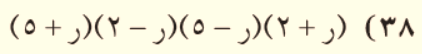 ٣٨) (ر + ٢)(ر − ٥)(ر − ٢)(ر + ٥)